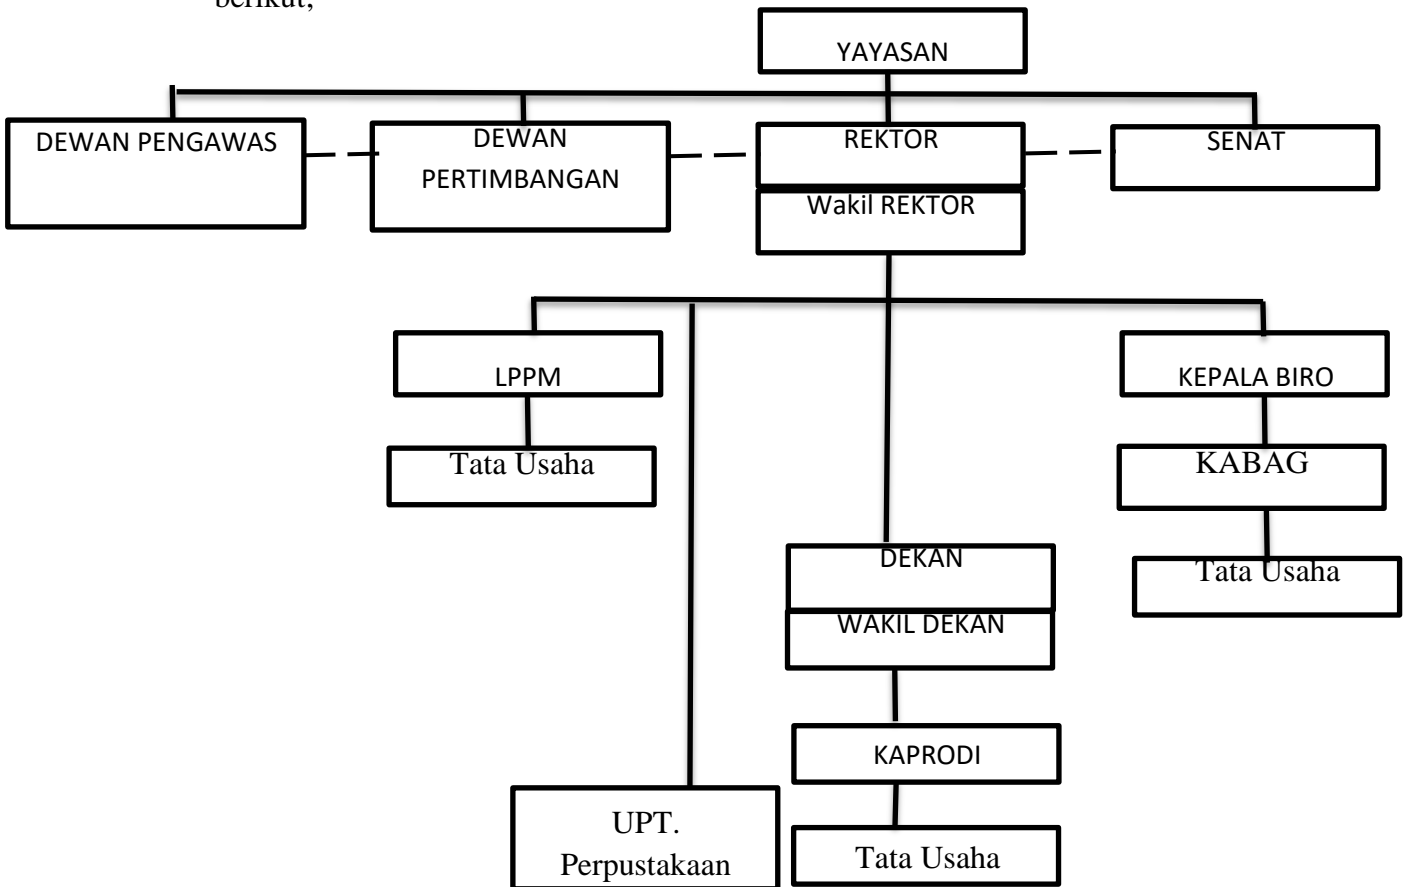 berikut;
YAYASAN
DEWAN PENGAWAS
DEWAN
PERTIMBANGAN
REKTOR
SENAT
Wakil REKTOR
LPPM
KEPALA BIRO
Tata Usaha
KABAG
DEKAN
Tata Usaha
WAKIL DEKAN
KAPRODI
UPT.
Perpustakaan
Tata Usaha